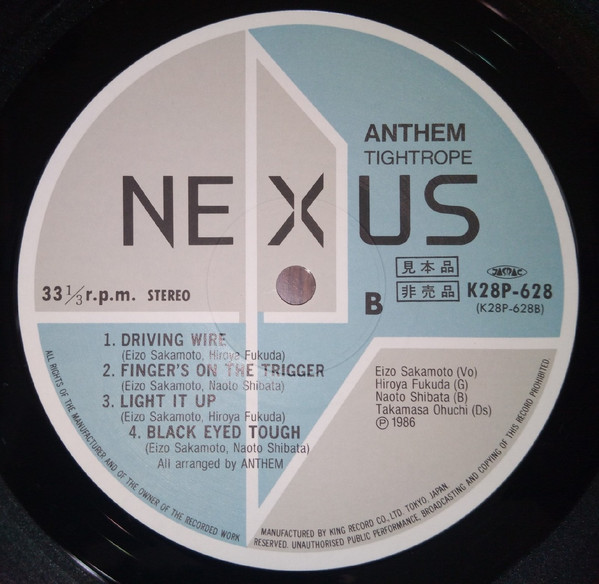 ANTHEM
TIGHTROPE
NEXUS
33 1/3 r.p.m. STEREO
B
見本品
非売品
JASRAC
K28P-628
(K28P-628B)
1. DRIVING WIRE
(Eizo Sakamoto, Hiroya Fukuda)
2. FINGER'S ON THE TRIGGER
(Eizo Sakamoto, Naoto Shibata)
3. LIGHT IT UP
(Eizo Sakamoto, Hiroya Fukuda)
4. BLACK EYED TOUGH
(Eizo Sakamoto, Naoto Shibata)
All arranged by ANTHEM
Eizo Sakamoto (Vo)
Hiroya Fukuda (G)
Naoto Shibata (B)
Takamasa Ohuchi (Ds)
℗ 1986
MANUFACTURED BY KING RECORD CO., LTD. TOKYO, JAPAN.
ALL RIGHTS OF THE MANUFACTURER AND OF THE OWNER OF THE RECORDED WORK RESERVED. UNAUTHORISED PUBLIC PERFORMANCE, BROADCASTING AND COPYING OF THIS RECORD PROHIBITED.